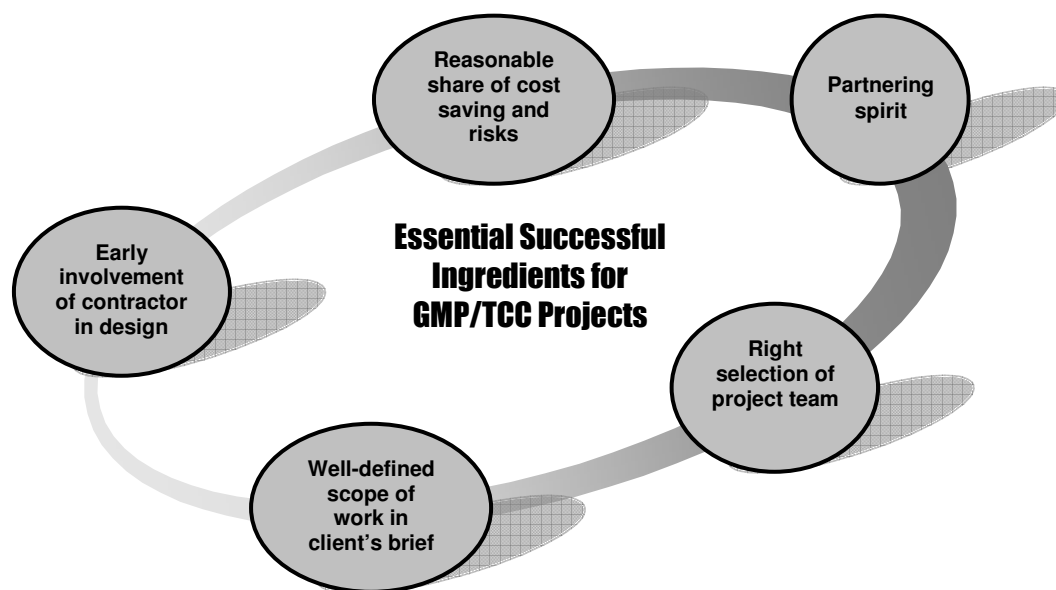 Reasonable
share of cost
saving and
risks
Partnering
spirit
Essential Successful
Ingredients for
GMP/TCC Projects
Early
involvement
of contractor
in design
Right
selection of
project team
Well-defined
scope of
work in
client's brief